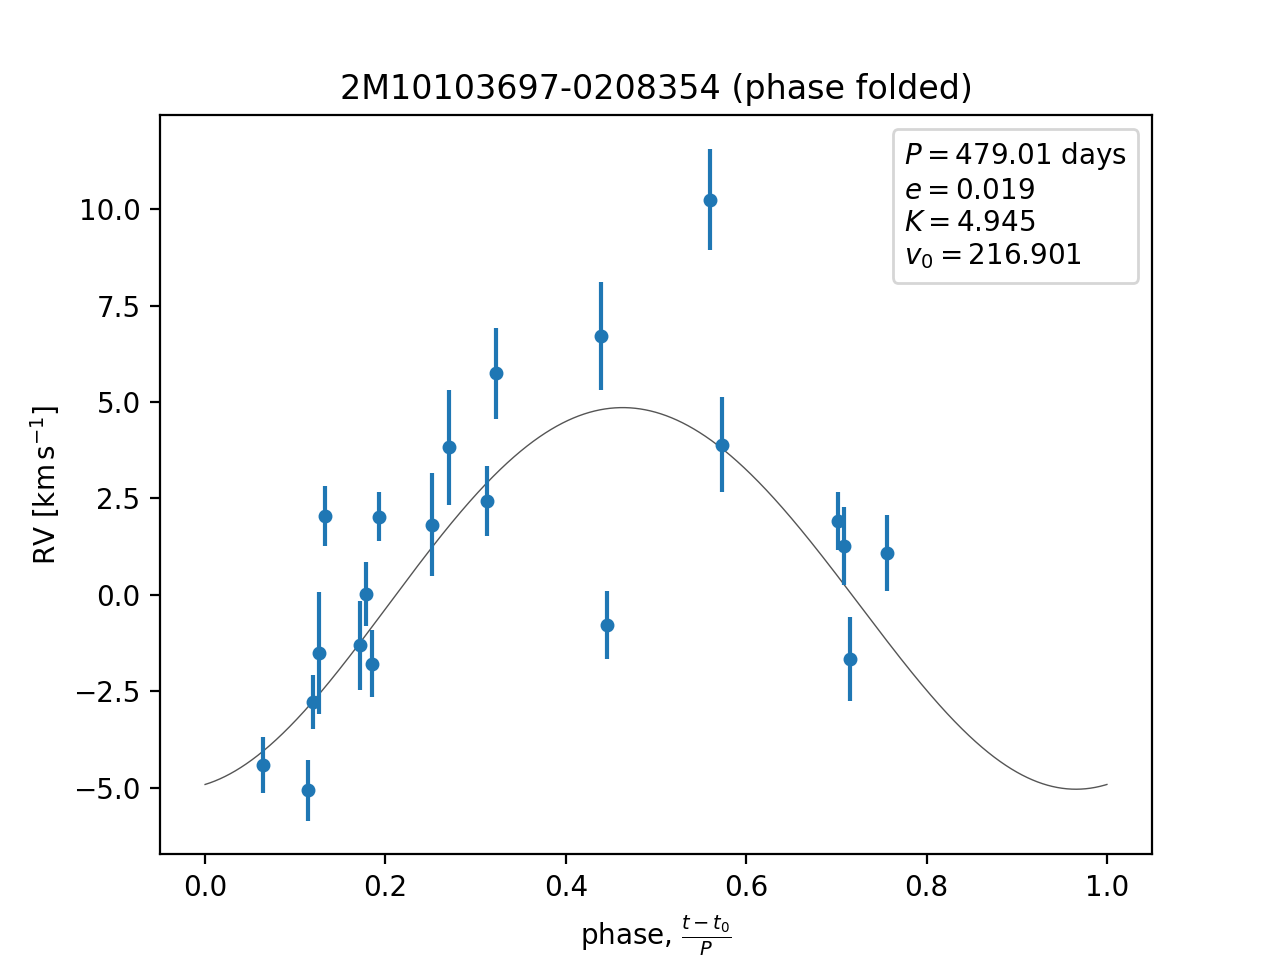 2M10103697-0208354 (phase folded)
P = 479.01 days
e = 0.019
K = 4.945
v₀ = 216.901
RV [km s⁻¹]
10.0
7.5
5.0
2.5
0.0
−2.5
−5.0
0.0 0.2 0.4 0.6 0.8 1.0
phase, (t − t₀)/P